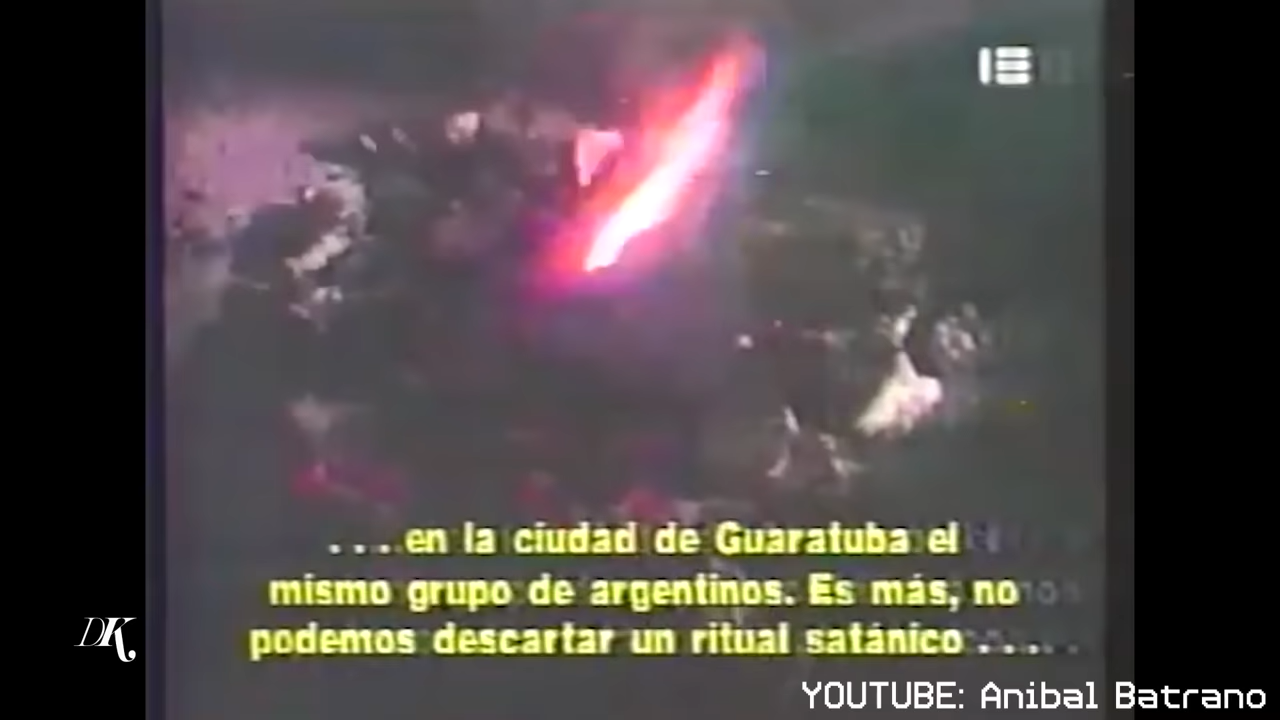 ...en la ciudad de Guaratuba el
mismo grupo de argentinos. Es más, no
podemos descartar un ritual satánico ....
DK
YOUTUBE: Anibal Batrano